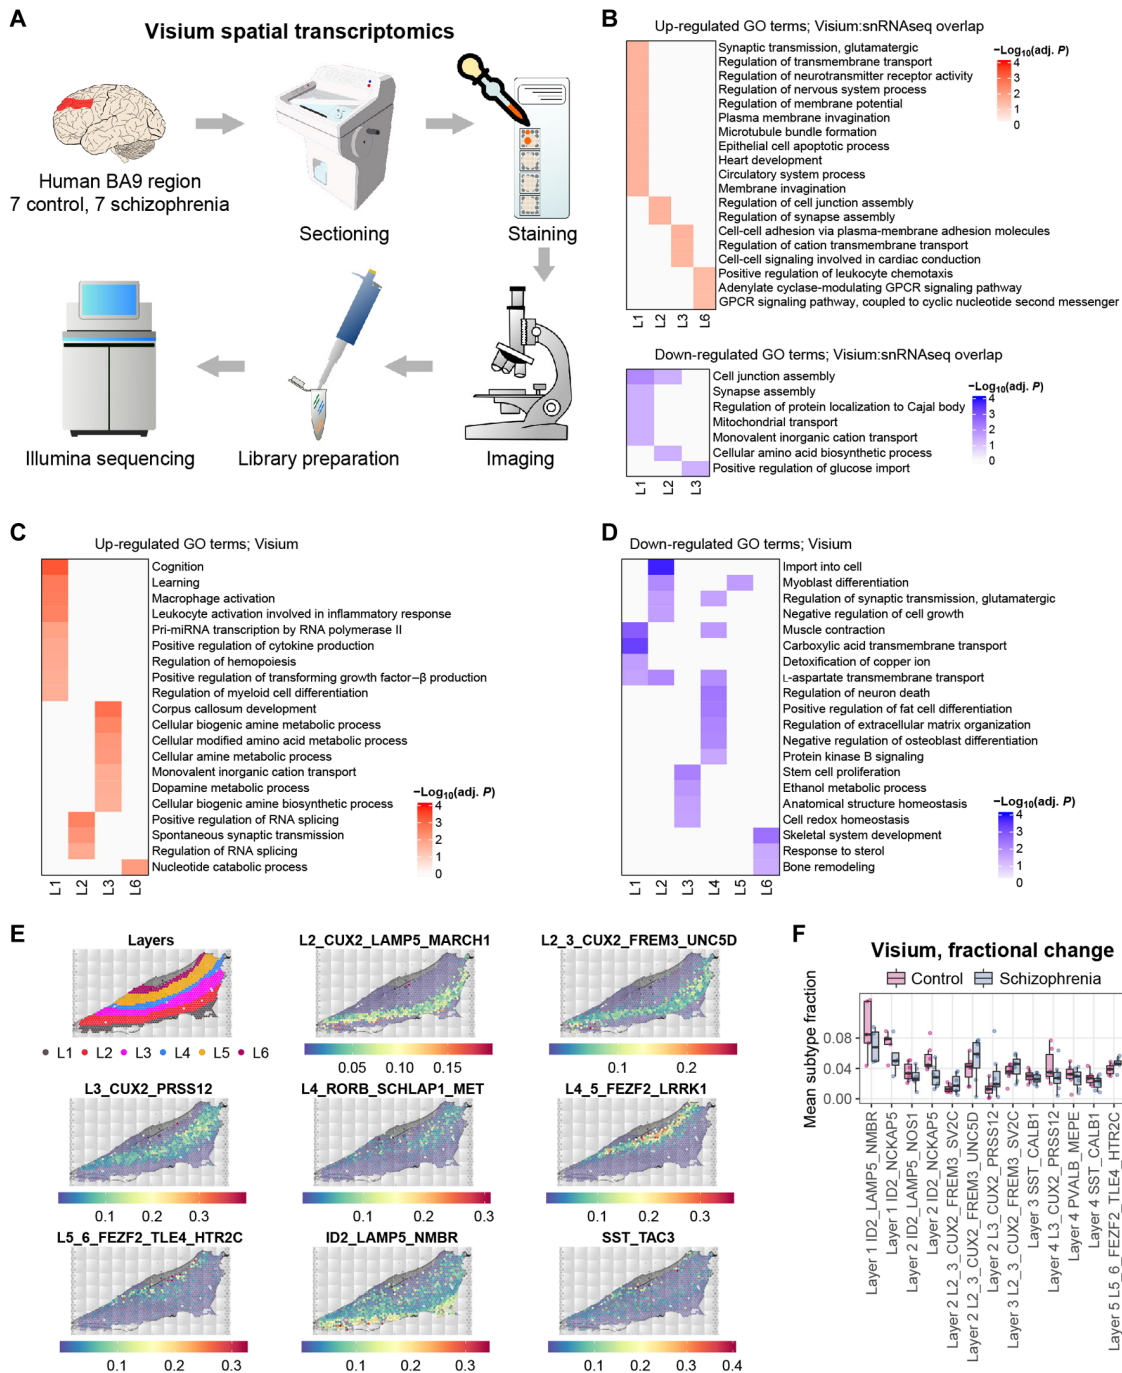 A
Visium spatial transcriptomics
Human BA9 region
7 control, 7 schizophrenia
Sectioning
Staining
Illumina sequencing
Library preparation
Imaging
B
Up-regulated GO terms; Visium:snRNAseq overlap
Synaptic transmission, glutamatergic
Regulation of transmembrane transport
Regulation of neurotransmitter receptor activity
Regulation of nervous system process
Regulation of membrane potential
Plasma membrane invagination
Microtubule bundle formation
Epithelial cell apoptotic process
Heart development
Circulatory system process
Membrane invagination
Regulation of cell junction assembly
Regulation of synapse assembly
Cell-cell adhesion via plasma-membrane adhesion molecules
Regulation of cation transmembrane transport
Cell-cell signaling involved in cardiac conduction
Positive regulation of leukocyte chemotaxis
Adenylate cyclase-modulating GPCR signaling pathway
GPCR signaling pathway, coupled to cyclic nucleotide second messenger
L1 L2 L3 L6
−Log10(adj. P)
4
3
2
1
0
Down-regulated GO terms; Visium:snRNAseq overlap
Cell junction assembly
Synapse assembly
Regulation of protein localization to Cajal body
Mitochondrial transport
Monovalent inorganic cation transport
Cellular amino acid biosynthetic process
Positive regulation of glucose import
L1 L2 L3
−Log10(adj. P)
4
3
2
1
0
C
Up-regulated GO terms; Visium
Cognition
Learning
Macrophage activation
Leukocyte activation involved in inflammatory response
Pri-miRNA transcription by RNA polymerase II
Positive regulation of cytokine production
Regulation of hemopoiesis
Positive regulation of transforming growth factor−β production
Regulation of myeloid cell differentiation
Corpus callosum development
Cellular biogenic amine metabolic process
Cellular modified amino acid metabolic process
Cellular amine metabolic process
Monovalent inorganic cation transport
Dopamine metabolic process
Cellular biogenic amine biosynthetic process
Positive regulation of RNA splicing
Spontaneous synaptic transmission
Regulation of RNA splicing
Nucleotide catabolic process
L1 L2 L3 L6
−Log10(adj. P)
4
3
2
1
0
D
Down-regulated GO terms; Visium
Import into cell
Myoblast differentiation
Regulation of synaptic transmission, glutamatergic
Negative regulation of cell growth
Muscle contraction
Carboxylic acid transmembrane transport
Detoxification of copper ion
L-aspartate transmembrane transport
Regulation of neuron death
Positive regulation of fat cell differentiation
Regulation of extracellular matrix organization
Negative regulation of osteoblast differentiation
Protein kinase B signaling
Stem cell proliferation
Ethanol metabolic process
Anatomical structure homeostasis
Cell redox homeostasis
Skeletal system development
Response to sterol
Bone remodeling
L1 L2 L3 L4 L5 L6
−Log10(adj. P)
4
3
2
1
0
E
Layers
L1 L2 L3 L4 L5 L6
L2_CUX2_LAMP5_MARCH1
0.05 0.10 0.15
L2_3_CUX2_FREM3_UNC5D
0.1 0.2
L3_CUX2_PRSS12
0.1 0.2 0.3
L4_RORB_SCHLAP1_MET
0.1 0.2 0.3
L4_5_FEZF2_LRRK1
0.1 0.2 0.3
L5_6_FEZF2_TLE4_HTR2C
0.1 0.2 0.3
ID2_LAMP5_NMBR
0.1 0.2 0.3
SST_TAC3
0.1 0.2 0.3 0.4
F
Visium, fractional change
Control Schizophrenia
Mean subtype fraction
0.08
0.04
0.00
Layer 1 ID2_LAMP5_NMBR
Layer 1 ID2_NCKAP5
Layer 2 ID2_LAMP5_NOS1
Layer 2 ID2_NCKAP5
Layer 2 L2_3_CUX2_FREM3_SV2C
Layer 2 L2_3_CUX2_FREM3_UNC5D
Layer 2 L3_CUX2_PRSS12
Layer 3 L2_3_CUX2_FREM3_SV2C
Layer 3 SST_CALB1
Layer 4 L3_CUX2_PRSS12
Layer 4 PVALB_MEPE
Layer 4 SST_CALB1
Layer 5 L5_6_FEZF2_TLE4_HTR2C